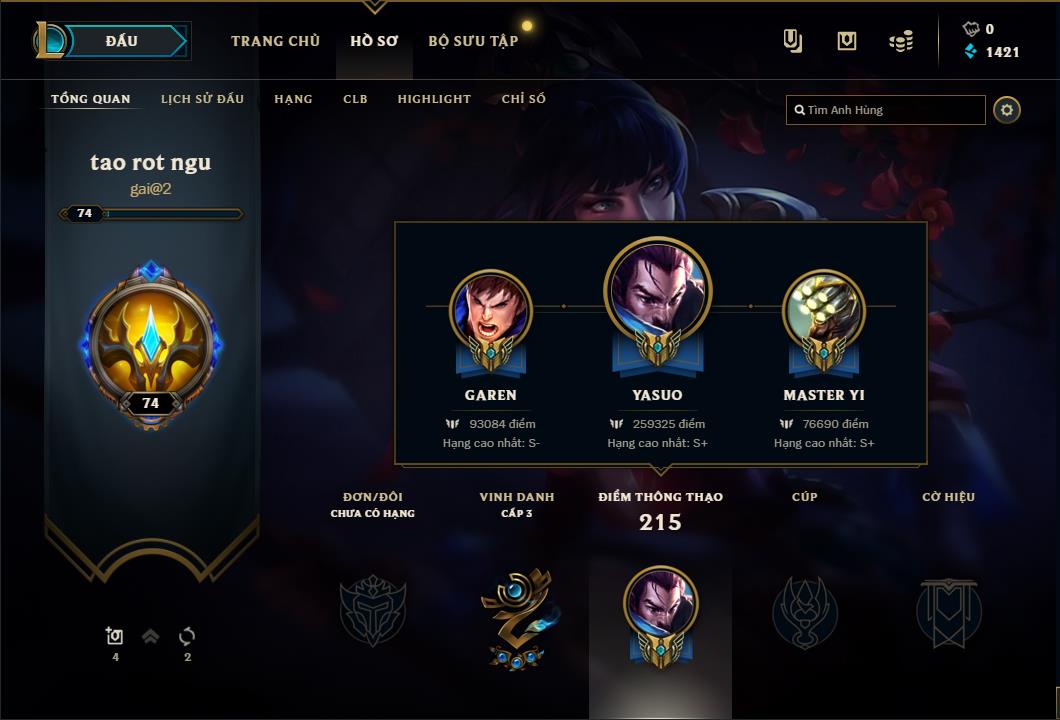 ĐẤU
TRANG CHỦ
HỒ SƠ
BỘ SƯU TẬP
0
1421
TỔNG QUAN
LỊCH SỬ ĐẤU
HẠNG
CLB
HIGHLIGHT
CHỈ SỐ
Tìm Anh Hùng
tao rot ngu
gai@2
74
74
GAREN
93084 điểm
Hạng cao nhất: S-
YASUO
259325 điểm
Hạng cao nhất: S+
MASTER YI
76690 điểm
Hạng cao nhất: S+
ĐƠN/ĐÔI
CHƯA CÓ HẠNG
VINH DANH
CẤP 3
ĐIỂM THÔNG THẠO
215
CÚP
CỜ HIỆU
4
2